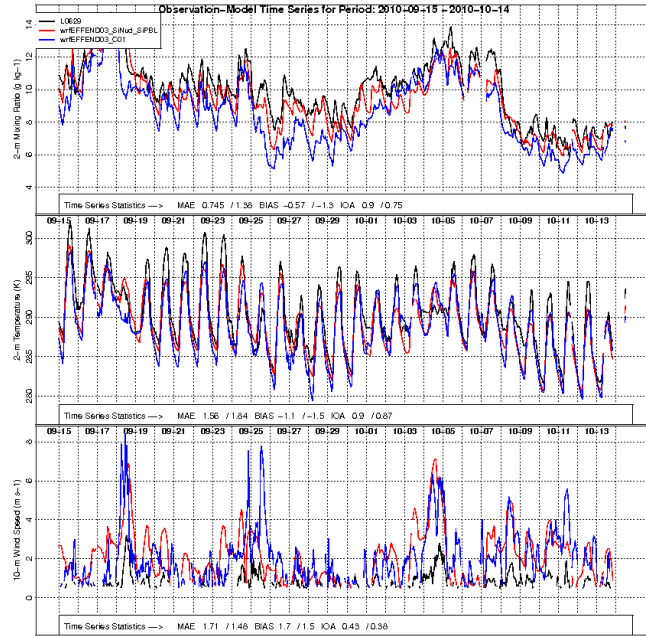 Observation-Model Time Series for Period: 2010-09-15 - 2010-10-14
L0629
wrfEFFEND03_SiNud_SiPBL
wrfEFFEND03_C01
2-m Mixing Ratio (g kg-1)
14
12
10
8
6
4
Time Series Statistics --> MAE 0.745 / 1.36 BIAS -0.57 / -1.3 IOA 0.9 / 0.75
09-15 09-17 09-19 09-21 09-23 09-25 09-27 09-29 10-01 10-03 10-05 10-07 10-09 10-11 10-13
2-m Temperature (K)
300
295
290
285
280
Time Series Statistics --> MAE 1.56 / 1.84 BIAS -1.1 / -1.5 IOA 0.9 / 0.87
09-15 09-17 09-19 09-21 09-23 09-25 09-27 09-29 10-01 10-03 10-05 10-07 10-09 10-11 10-13
10-m Wind Speed (m s-1)
8
6
4
2
0
Time Series Statistics --> MAE 1.71 / 1.48 BIAS 1.7 / 1.5 IOA 0.43 / 0.36